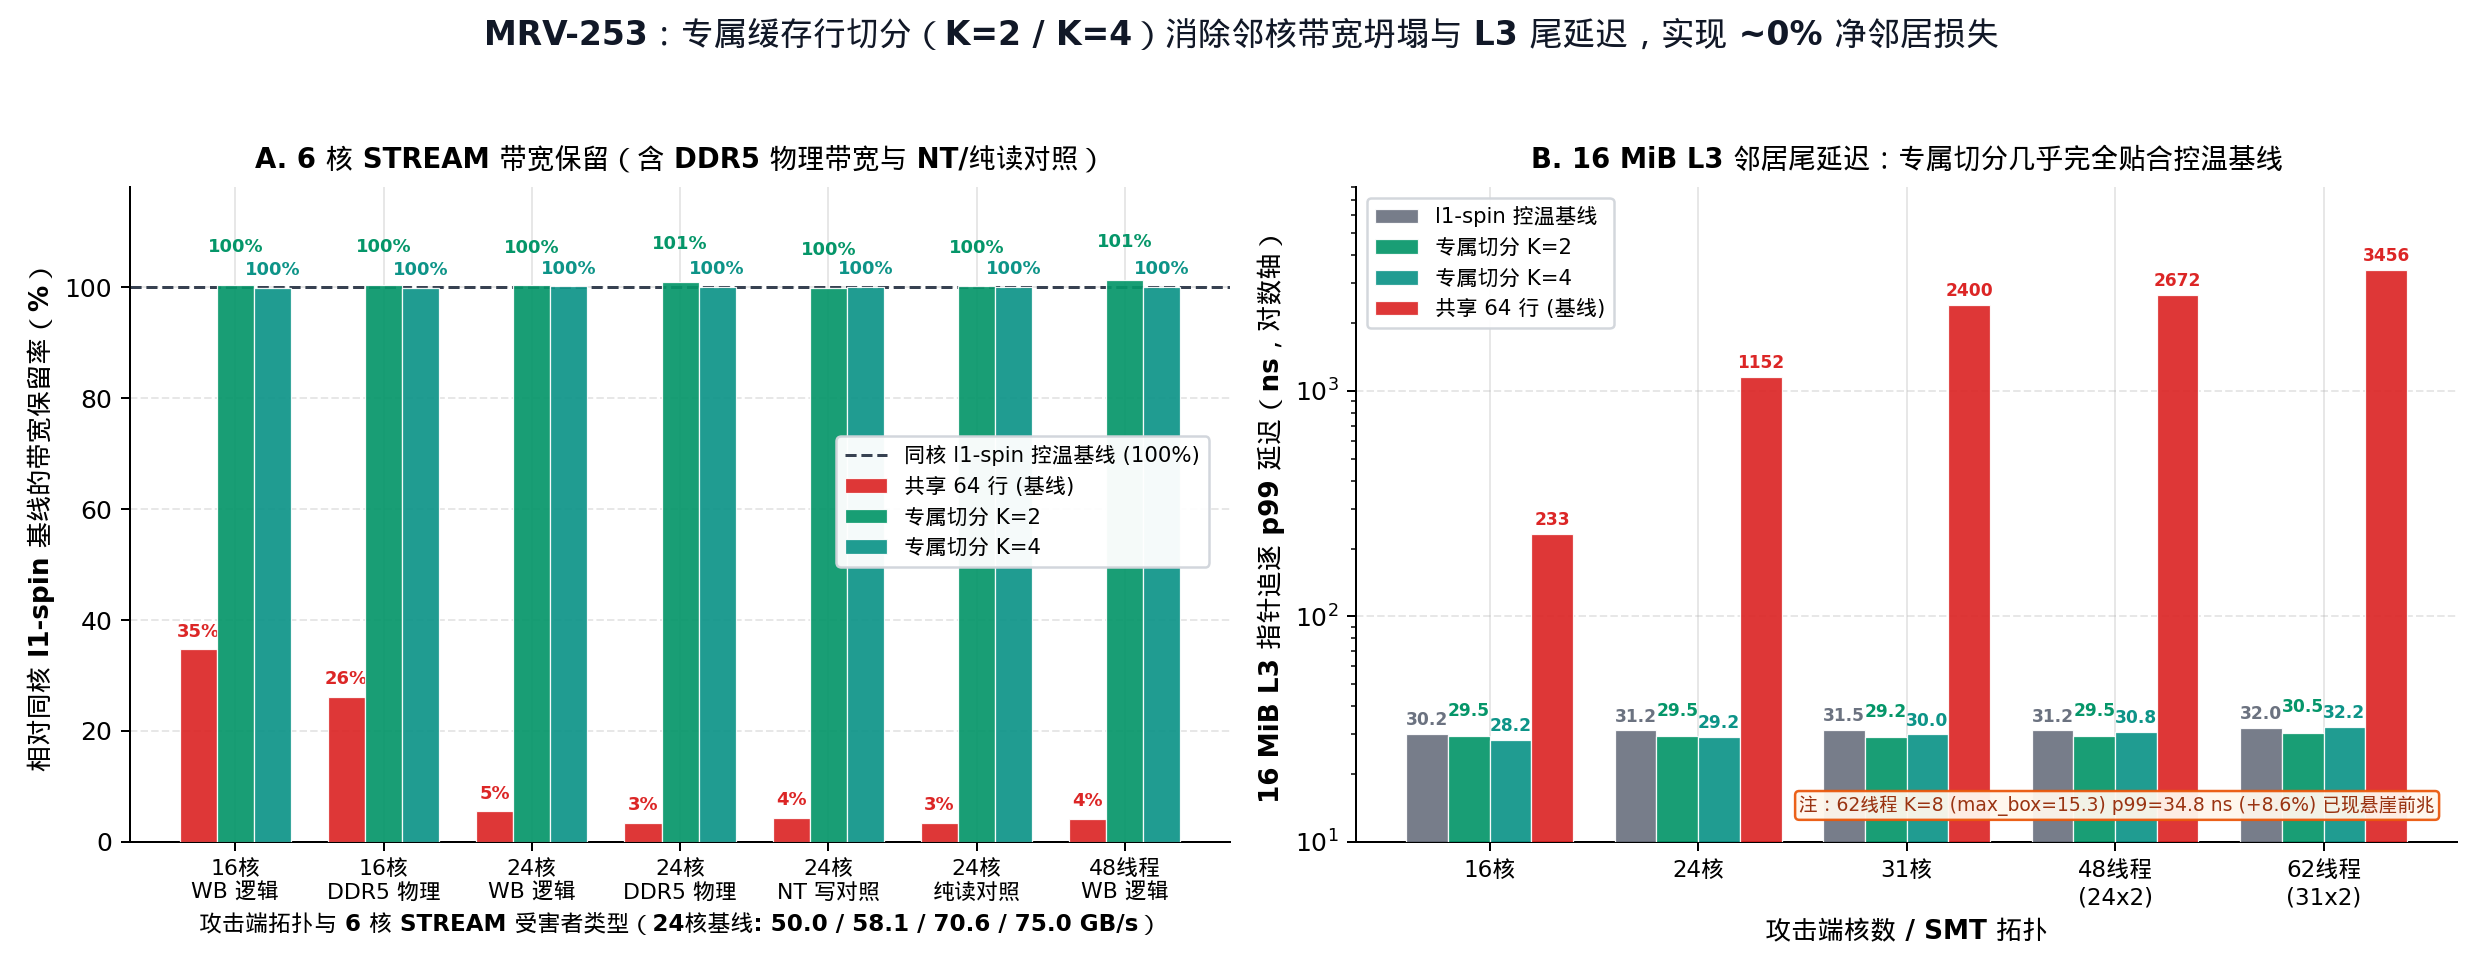 MRV-253：专属缓存行切分（K=2 / K=4）消除邻核带宽坍塌与 L3 尾延迟，实现 ~0% 净邻居损失
A. 6 核 STREAM 带宽保留（含 DDR5 物理带宽与 NT/纯读对照）
相对同核 l1-spin 基线的带宽保留率（%）
100
80
60
40
20
0
35%
100%
100%
26%
100%
100%
5%
100%
100%
3%
101%
100%
4%
100%
100%
3%
100%
100%
4%
101%
100%
同核 l1-spin 控温基线 (100%)
共享 64 行 (基线)
专属切分 K=2
专属切分 K=4
16核
WB 逻辑
16核
DDR5 物理
24核
WB 逻辑
24核
DDR5 物理
24核
NT 写对照
24核
纯读对照
48线程
WB 逻辑
攻击端拓扑与 6 核 STREAM 受害者类型（24核基线: 50.0 / 58.1 / 70.6 / 75.0 GB/s）
B. 16 MiB L3 邻居尾延迟：专属切分几乎完全贴合控温基线
16 MiB L3 指针追逐 p99 延迟（ns，对数轴）
10³
10²
10¹
l1-spin 控温基线
专属切分 K=2
专属切分 K=4
共享 64 行 (基线)
30.2
29.5
28.2
233
31.2
29.5
29.2
1152
31.5
29.2
30.0
2400
31.2
29.5
30.8
2672
32.0
30.5
32.2
3456
注：62线程 K=8 (max_box=15.3) p99=34.8 ns (+8.6%) 已现悬崖前兆
16核
24核
31核
48线程
(24x2)
62线程
(31x2)
攻击端核数 / SMT 拓扑